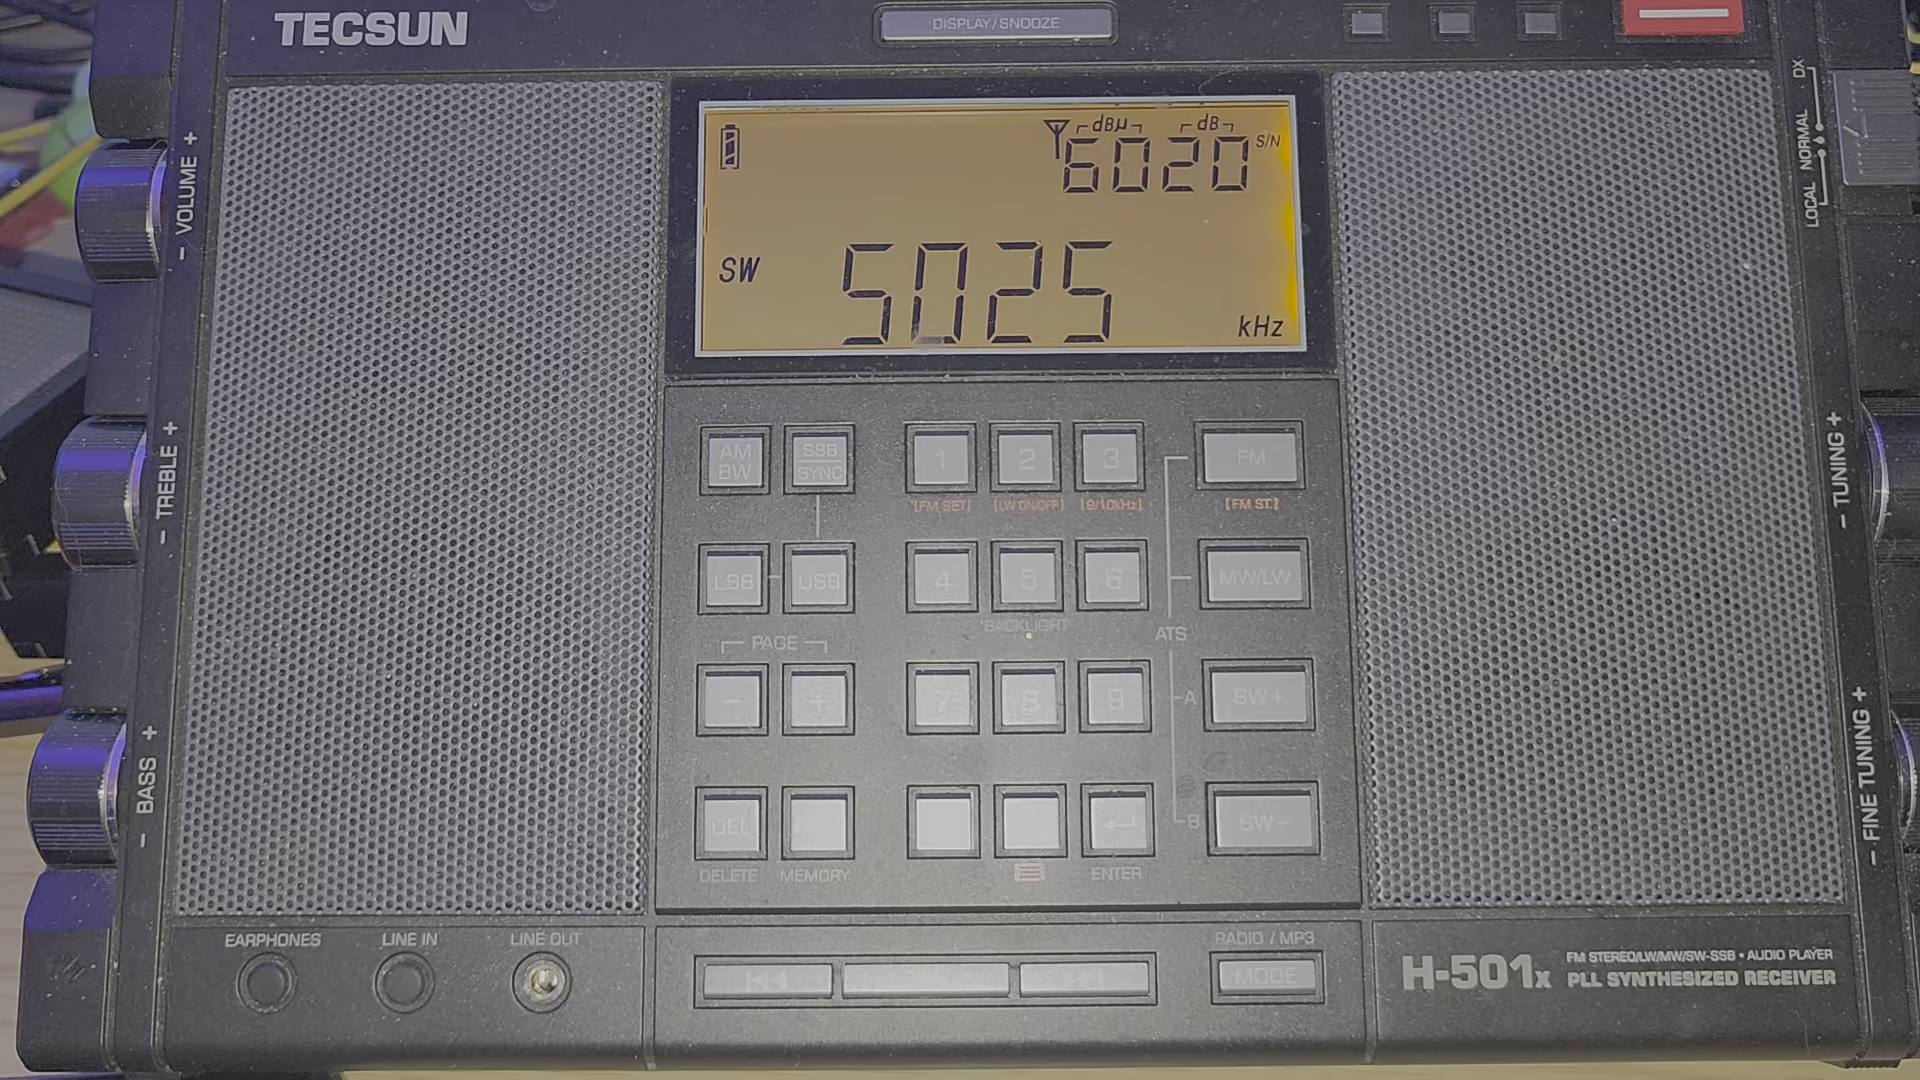 TECSUN
DISPLAY/SNOOZE
dBµ dB
6020 S/N
SW 5025 kHz
- VOLUME +
- TREBLE +
- BASS +
LOCAL NORMAL DX
- TUNING +
- FINE TUNING +
AM BW
SSB SYNC
1 2 3 FM
[FM SET] [LW ON/OFF] [9/10kHz] [FM ST.]
LSB USB 4 5 6 MW/LW
BACKLIGHT
ATS
PAGE
- + 7 8 9 A SW+
DEL B SW-
DELETE MEMORY ENTER
EARPHONES LINE IN LINE OUT
RADIO / MP3
MODE
H-501x
FM STEREO/LW/MW/SW-SSB • AUDIO PLAYER
PLL SYNTHESIZED RECEIVER